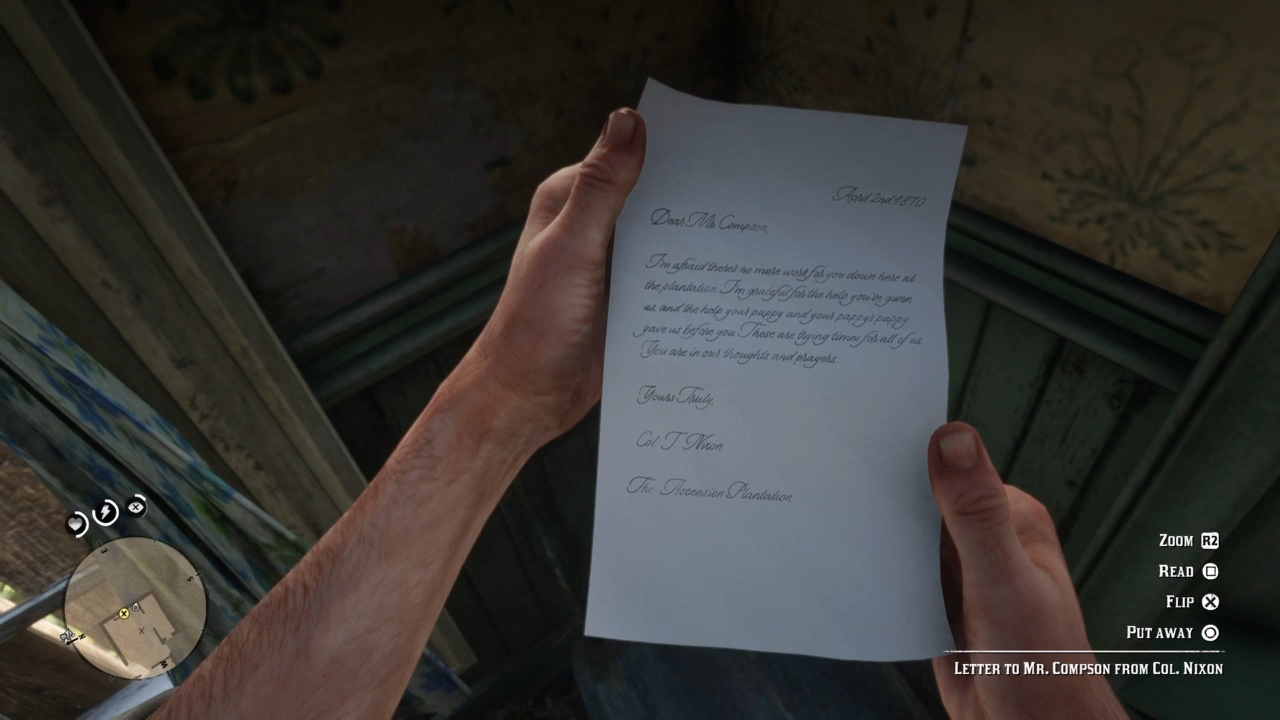 April 2nd 1870
Dear Mr Compson,
I'm afraid there's no more work for you down here at
the plantation. I'm grateful for the help you've given
us, and the help your pappy and your pappy's pappy
gave us before you. These are trying times for all of us.
You are in our thoughts and prayers.
Yours Truly,
Col. T Nixon
The Ascension Plantation
ZOOM R2
READ
FLIP
PUT AWAY
LETTER TO MR. COMPSON FROM COL. NIXON